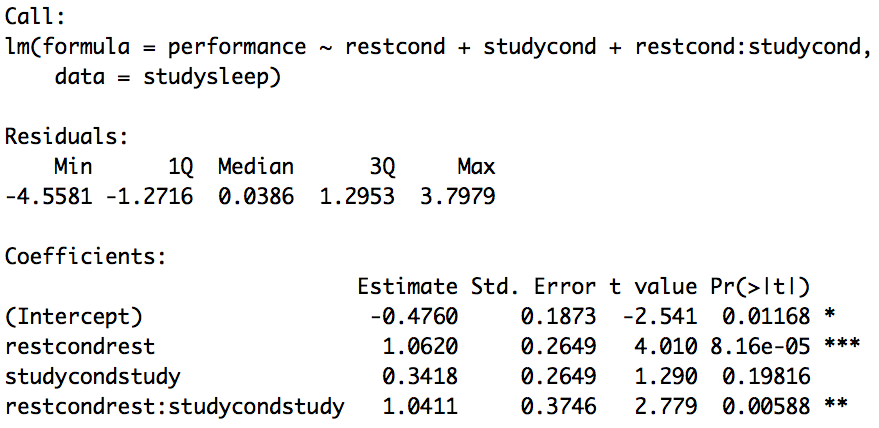 Call:
lm(formula = performance ~ restcond + studycond + restcond:studycond,
    data = studysleep)
Residuals:
    Min      1Q  Median      3Q     Max
-4.5581 -1.2716  0.0386  1.2953  3.7979
Coefficients:
                            Estimate Std. Error t value Pr(>|t|)
(Intercept)                  -0.4760     0.1873  -2.541  0.01168 *
restcondrest                  1.0620     0.2649   4.010 8.16e-05 ***
studycondstudy                0.3418     0.2649   1.290  0.19816
restcondrest:studycondstudy   1.0411     0.3746   2.779  0.00588 **